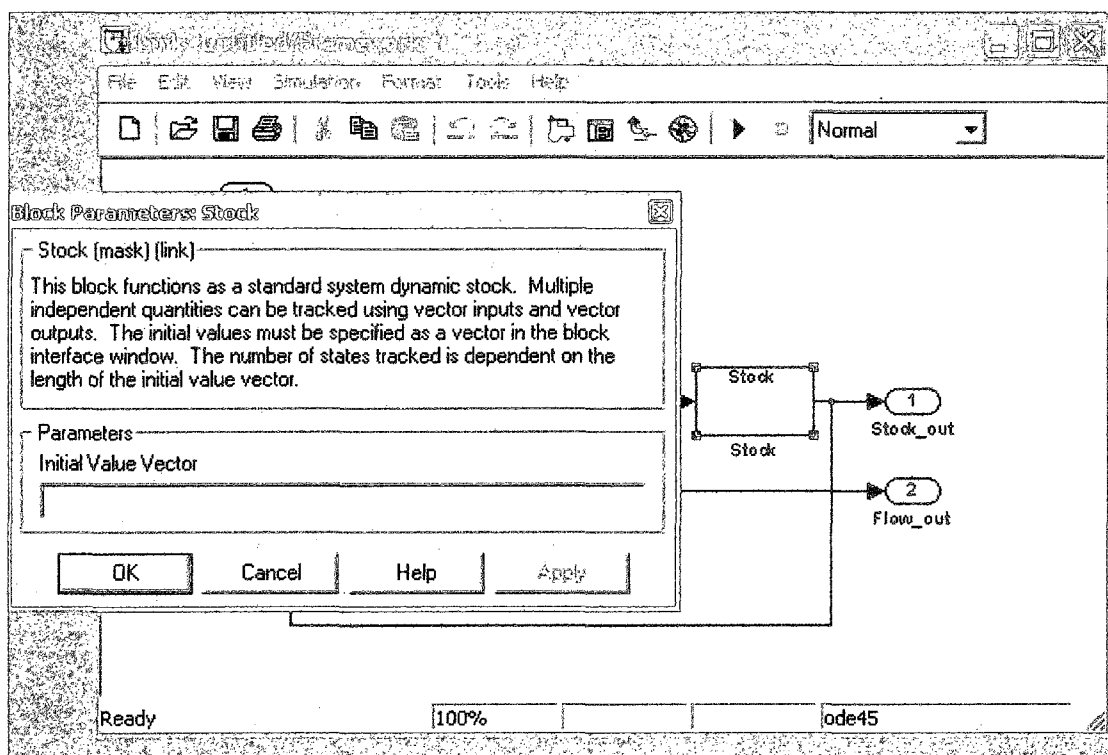 File Edit View Simulation Format Tools Help
Normal
Block Parameters: Stock
Stock (mask) (link)
This block functions as a standard system dynamic stock. Multiple
independent quantities can be tracked using vector inputs and vector
outputs. The initial values must be specified as a vector in the block
interface window. The number of states tracked is dependent on the
length of the initial value vector.
Parameters
Initial Value Vector
OK Cancel Help Apply
Stock
Stock
1
Stock_out
2
Flow_out
Ready 100% ode45